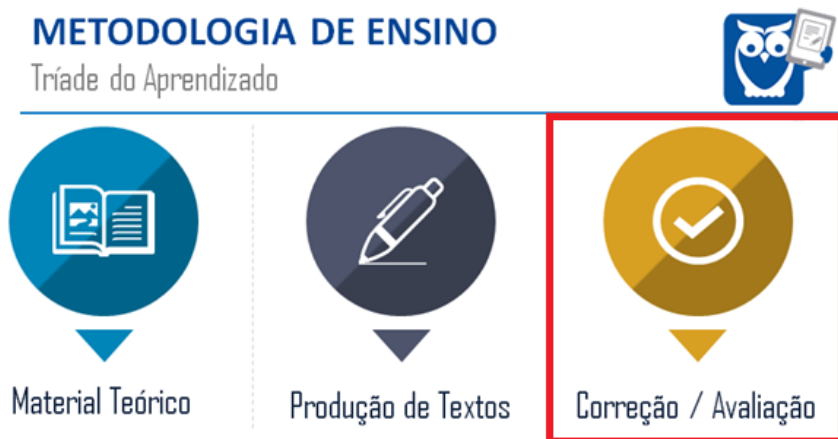 METODOLOGIA DE ENSINO
Tríade do Aprendizado
Material Teórico
Produção de Textos
Correção / Avaliação